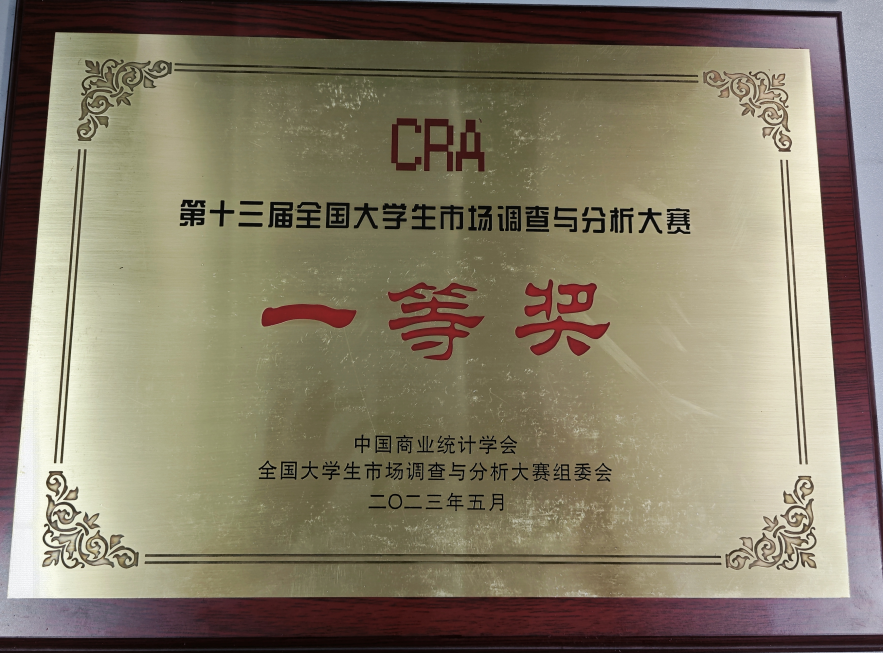 CRA
第十三届全国大学生市场调查与分析大赛
一等奖
中国商业统计学会
全国大学生市场调查与分析大赛组委会
二〇二三年五月